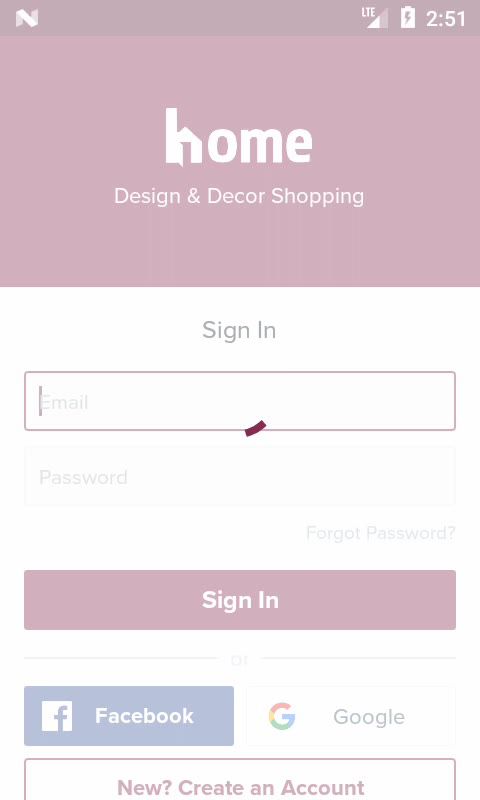 LTE 2:51
home
Design & Decor Shopping
Sign In
Email
Password
Forgot Password?
Sign In
or
Facebook
Google
New? Create an Account